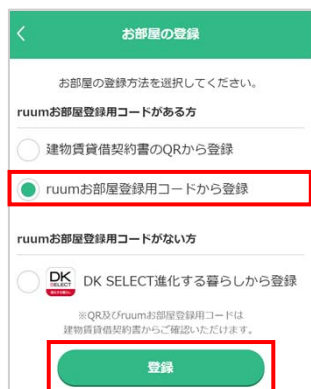 お部屋の登録
お部屋の登録方法を選択してください。
ruumお部屋登録用コードがある方
建物賃貸借契約書のQRから登録
ruumお部屋登録用コードから登録
ruumお部屋登録用コードがない方
DK
SELECT
DK SELECT進化する暮らしから登録
※QR及びruumお部屋登録用コードは
建物賃貸借契約書からご確認いただけます。
登録